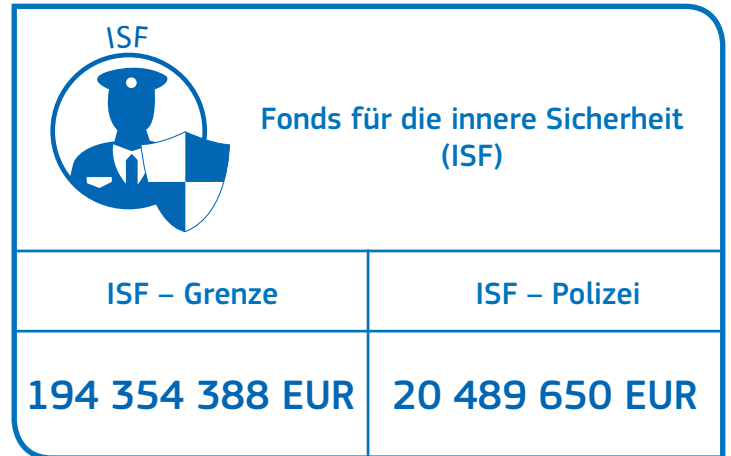 ISF
Fonds für die innere Sicherheit
(ISF)
ISF – Grenze
ISF – Polizei
194 354 388 EUR
20 489 650 EUR